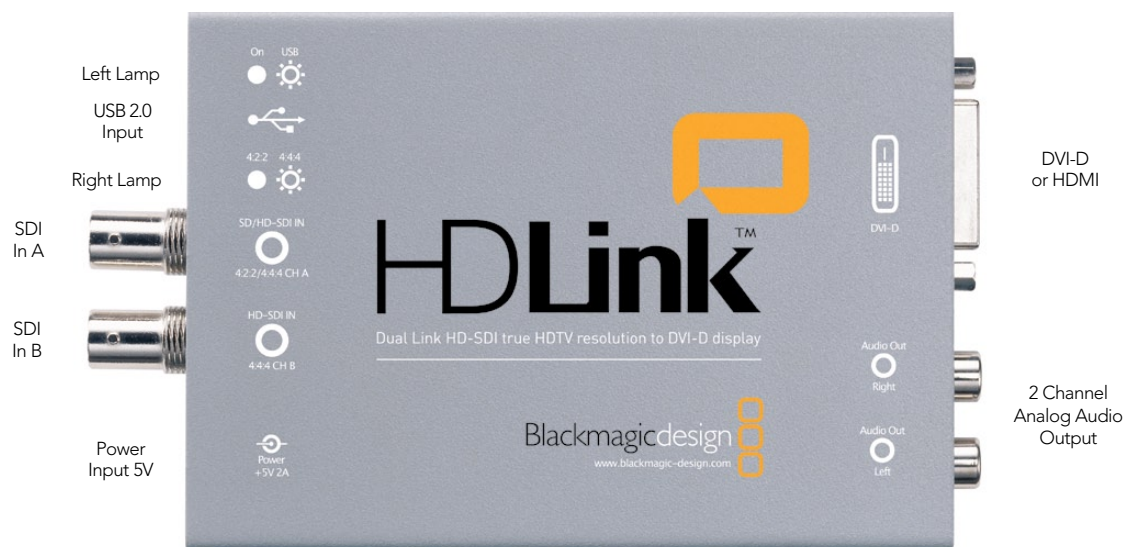 Left Lamp
USB 2.0
Input
Right Lamp
SDI
In A
SDI
In B
Power
Input 5V
On USB
4:2:2 4:4:4
SD/HD-SDI IN
4:2:2/4:4:4 CH A
HD-SDI IN
4:4:4 CH B
Power
+5V 2A
HDLink™
Dual Link HD-SDI true HDTV resolution to DVI-D display
Blackmagicdesign
www.blackmagic-design.com
DVI-D
Audio Out
Right
Audio Out
Left
DVI-D
or HDMI
2 Channel
Analog Audio
Output